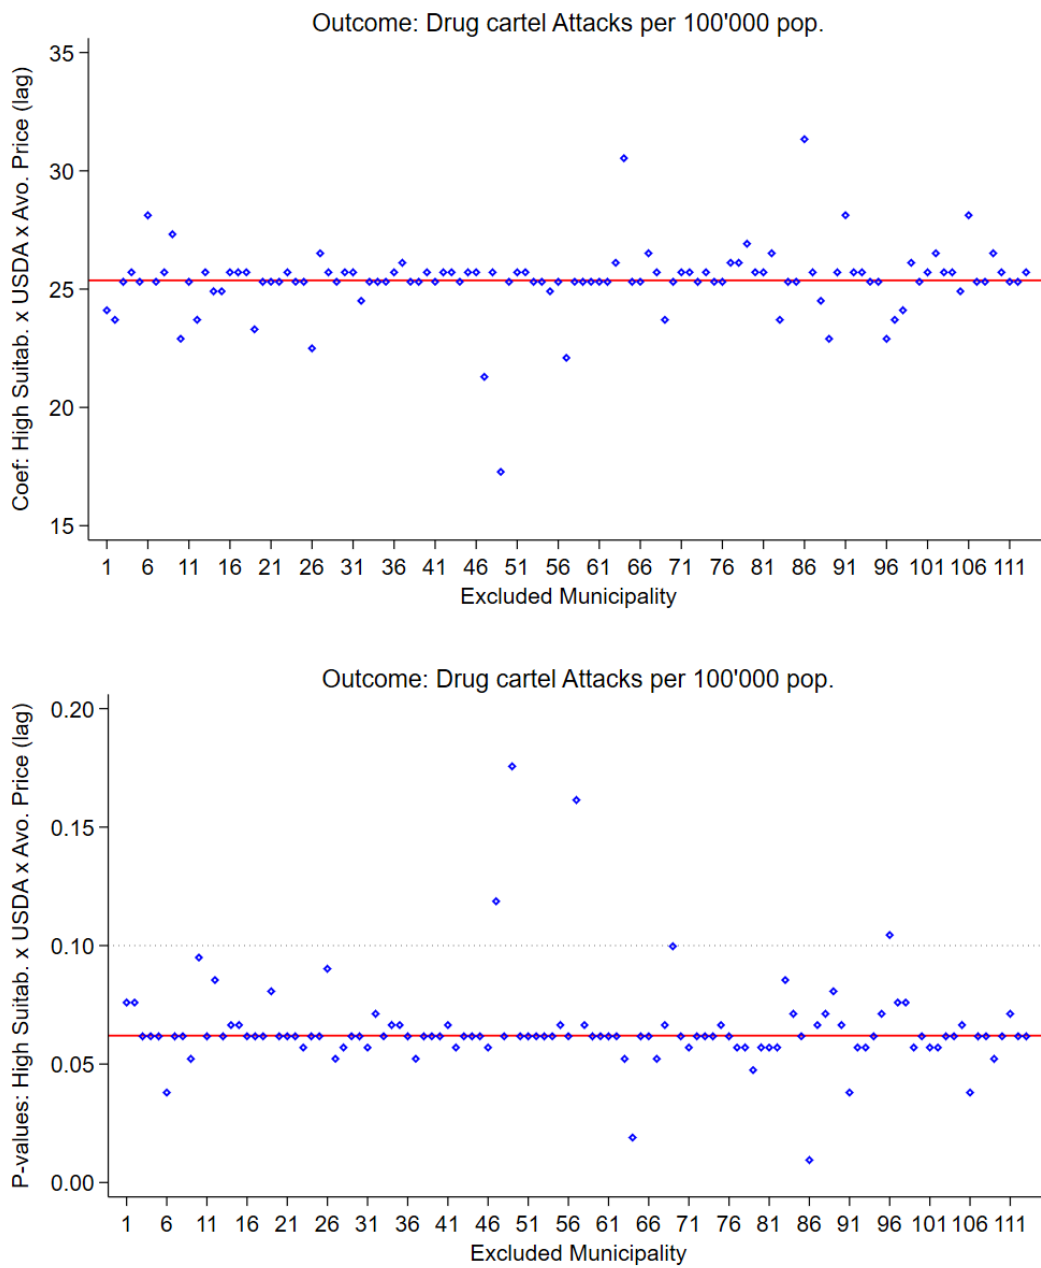 Outcome: Drug cartel Attacks per 100'000 pop.
Coef: High Suitab. x USDA x Avo. Price (lag)
35
30
25
20
15
1 6 11 16 21 26 31 36 41 46 51 56 61 66 71 76 81 86 91 96 101 106 111
Excluded Municipality
Outcome: Drug cartel Attacks per 100'000 pop.
P-values: High Suitab. x USDA x Avo. Price (lag)
0.20
0.15
0.10
0.05
0.00
1 6 11 16 21 26 31 36 41 46 51 56 61 66 71 76 81 86 91 96 101 106 111
Excluded Municipality